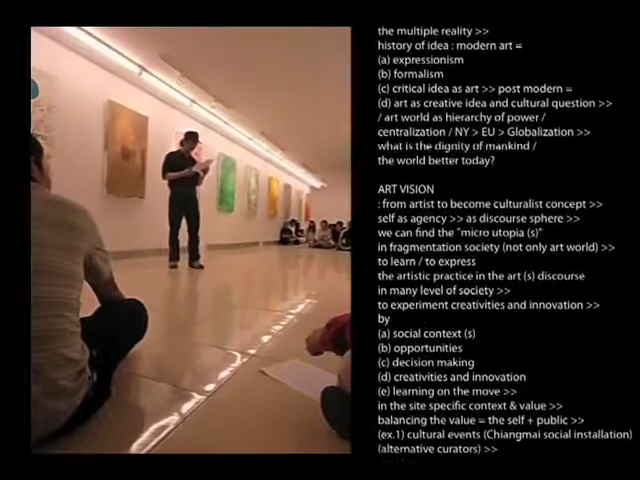 the multiple reality >>
history of idea : modern art =
(a) expressionism
(b) formalism
(c) critical idea as art >> post modern =
(d) art as creative idea and cultural question >>
/ art world as hierarchy of power /
centralization / NY > EU > Globalization >>
what is the dignity of mankind /
the world better today?
ART VISION
: from artist to become culturalist concept >>
self as agency >> as discourse sphere >>
we can find the "micro utopia (s)"
in fragmentation society (not only art world) >>
to learn / to express
the artistic practice in the art (s) discourse
in many level of society >>
to experiment creativities and innovation >>
by
(a) social context (s)
(b) opportunities
(c) decision making
(d) creativities and innovation
(e) learning on the move >>
in the site specific context & value >>
balancing the value = the self + public >>
(ex.1) cultural events (Chiangmai social installation)
(alternative curators) >>